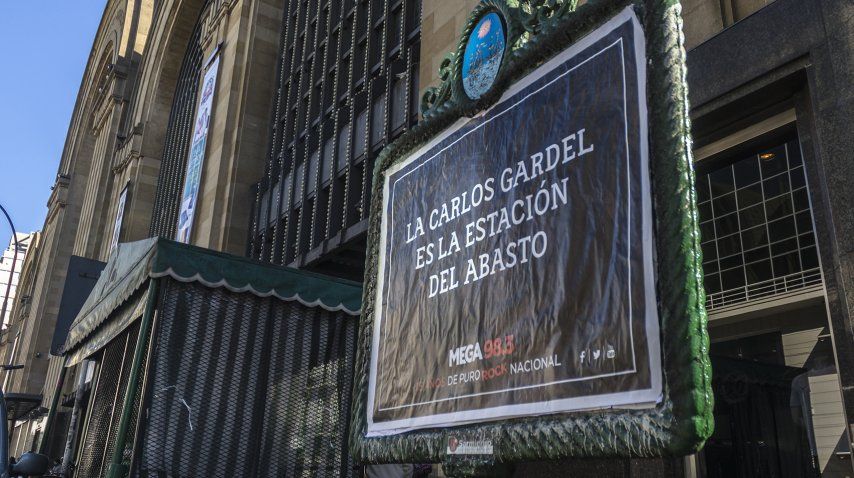 LA CARLOS GARDEL
ES LA ESTACIÓN
DEL ABASTO
MEGA 98.3
DE PURO ROCK NACIONAL